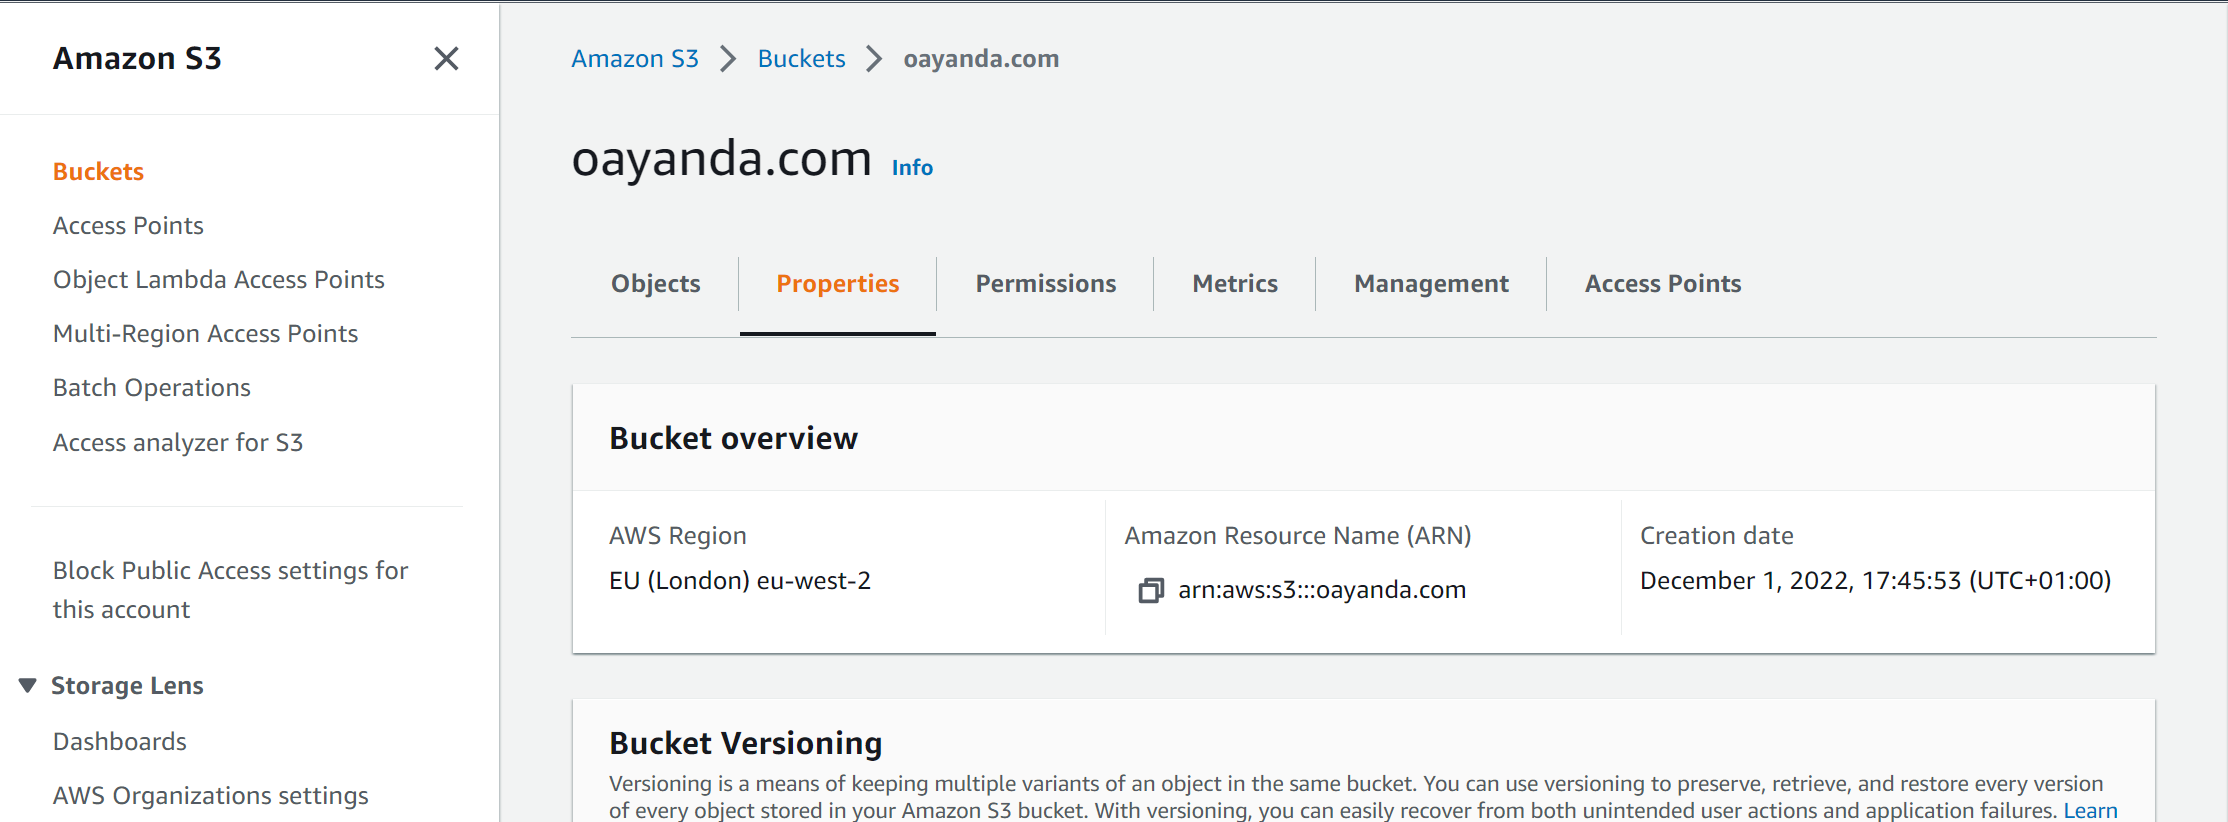 Amazon S3
Buckets
Access Points
Object Lambda Access Points
Multi-Region Access Points
Batch Operations
Access analyzer for S3
Block Public Access settings for
this account
Storage Lens
Dashboards
AWS Organizations settings
Amazon S3 > Buckets > oayanda.com
oayanda.com Info
Objects Properties Permissions Metrics Management Access Points
Bucket overview
AWS Region
EU (London) eu-west-2
Amazon Resource Name (ARN)
arn:aws:s3:::oayanda.com
Creation date
December 1, 2022, 17:45:53 (UTC+01:00)
Bucket Versioning
Versioning is a means of keeping multiple variants of an object in the same bucket. You can use versioning to preserve, retrieve, and restore every version
of every object stored in your Amazon S3 bucket. With versioning, you can easily recover from both unintended user actions and application failures. Learn